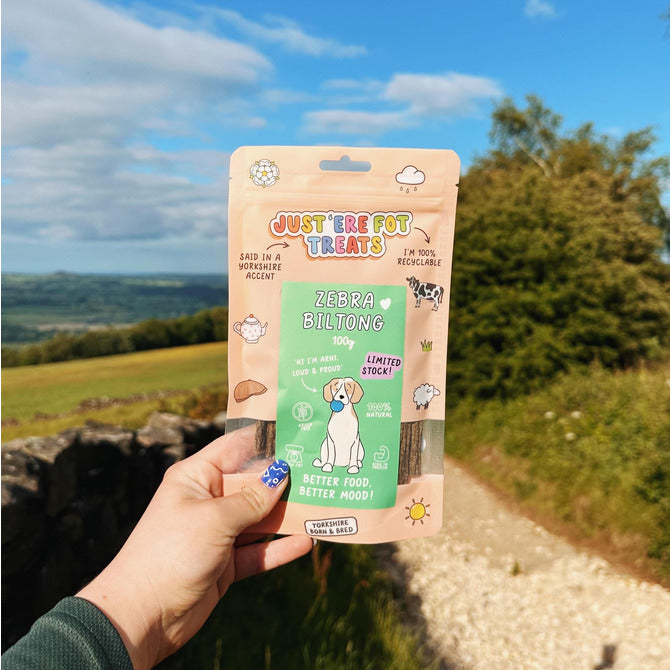 JUST 'ERE FOT
TREATS
SAID IN A
YORKSHIRE
ACCENT
I'M 100%
RECYCLABLE
ZEBRA
BILTONG
100g
'HI I'M ARNI,
LOUD & PROUD'
LIMITED
STOCK!
100%
NATURAL
BETTER FOOD,
BETTER MOOD!
YORKSHIRE
BORN & BRED